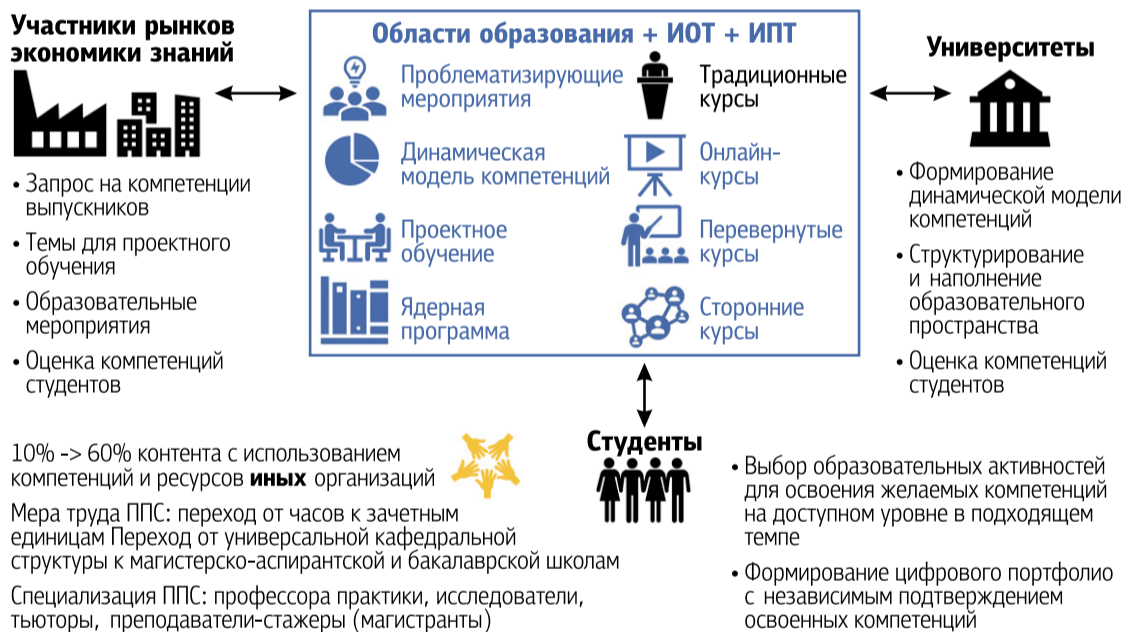 Участники рынков
экономики знаний
• Запрос на компетенции
выпускников
• Темы для проектного
обучения
• Образовательные
мероприятия
• Оценка компетенций
студентов
Области образования + ИОТ + ИПТ
Проблематизирующие
мероприятия
Динамическая
модель компетенций
Проектное
обучение
Ядерная
программа
Традиционные
курсы
Онлайн-
курсы
Перевернутые
курсы
Сторонние
курсы
Университеты
• Формирование
динамической модели
компетенций
• Структурирование
и наполнение
образовательного
пространства
• Оценка компетенций
студентов
10% -> 60% контента с использованием
компетенций и ресурсов иных организаций
Мера труда ППС: переход от часов к зачетным
единицам Переход от универсальной кафедральной
структуры к магистерско-аспирантской и бакалаврской школам
Специализация ППС: профессора практики, исследователи,
тьюторы, преподаватели-стажеры (магистранты)
Студенты
• Выбор образовательных активностей
для освоения желаемых компетенций
на доступном уровне в подходящем
темпе
• Формирование цифрового портфолио
с независимым подтверждением
освоенных компетенций